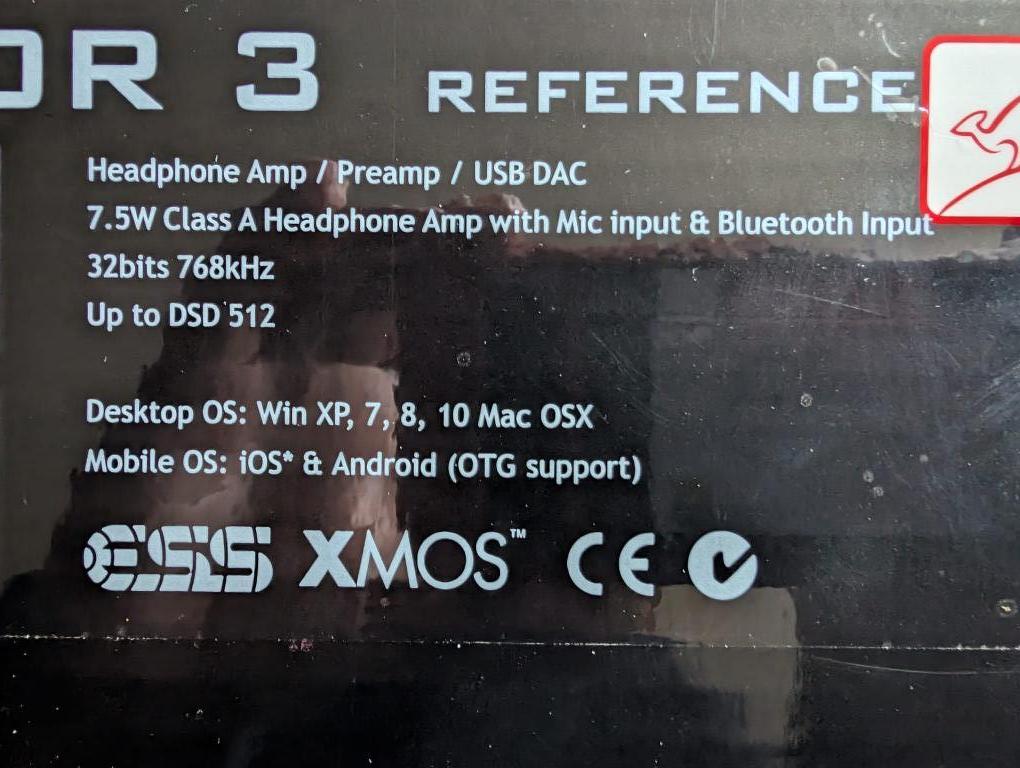 OR 3 REFERENCE
Headphone Amp / Preamp / USB DAC
7.5W Class A Headphone Amp with Mic input & Bluetooth Input
32bits 768kHz
Up to DSD 512
Desktop OS: Win XP, 7, 8, 10 Mac OSX
Mobile OS: iOS* & Android (OTG support)
ESS XMOS™ CE